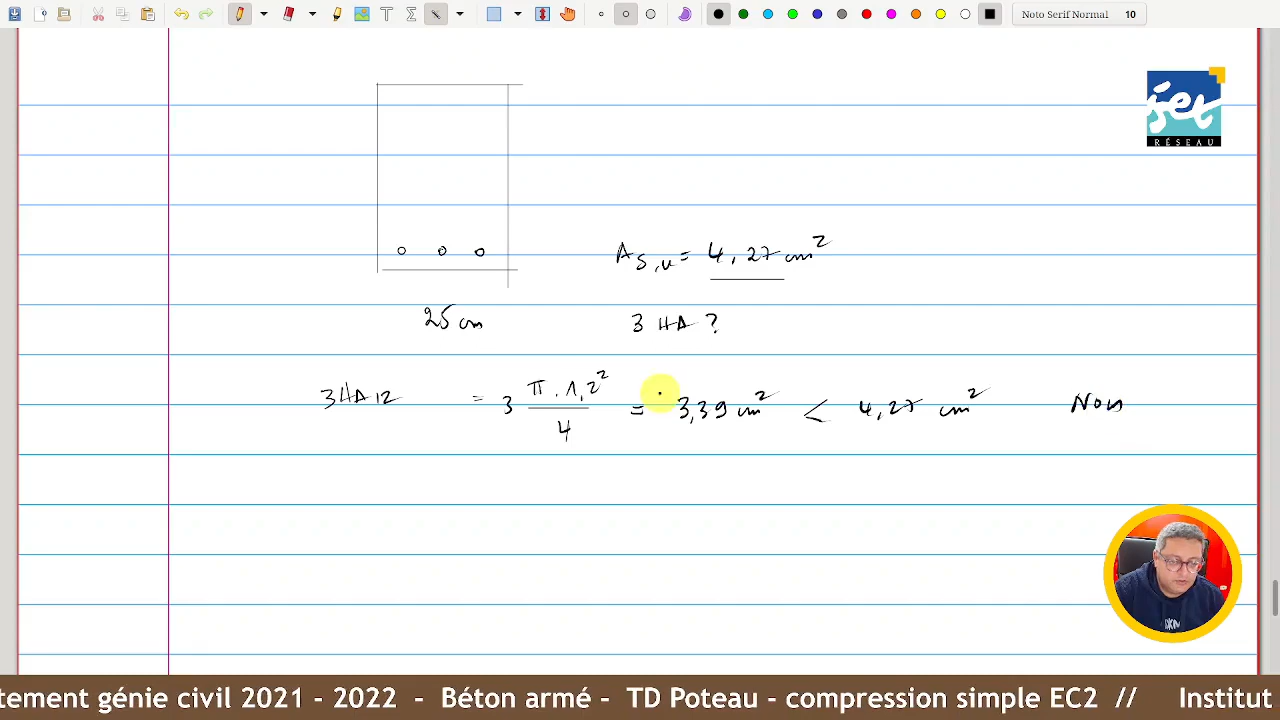 Noto Serif Normal 10
iset
RÉSEAU
A s,u = 4,27 cm²
25 cm
3 HA ?
3HA12 = 3 π . 1,2² / 4 = 3,39 cm² < 4,27 cm² Non
tement génie civil 2021 - 2022 - Béton armé - TD Poteau - compression simple EC2 // Institut